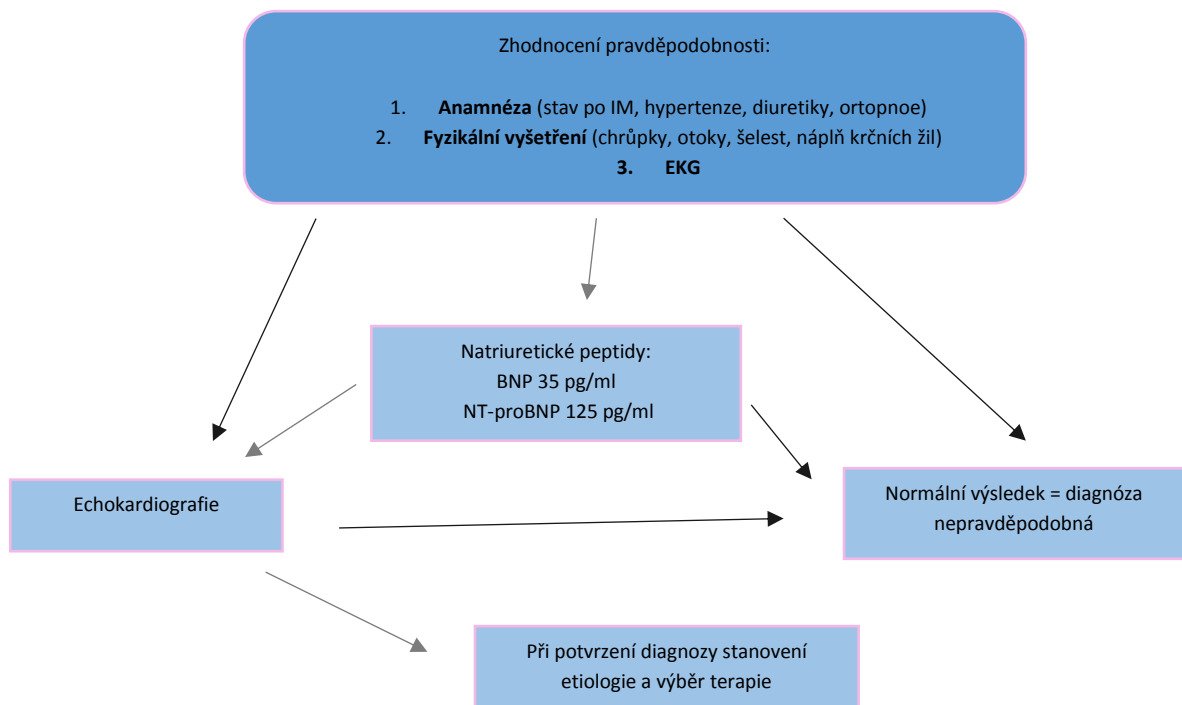 Zhodnocení pravděpodobnosti:
1. Anamnéza (stav po IM, hypertenze, diuretiky, ortopnoe)
2. Fyzikální vyšetření (chrůpky, otoky, šelest, náplň krčních žil)
3. EKG
Natriuretické peptidy:
BNP 35 pg/ml
NT-proBNP 125 pg/ml
Echokardiografie
Normální výsledek = diagnóza
nepravděpodobná
Při potvrzení diagnozy stanovení
etiologie a výběr terapie